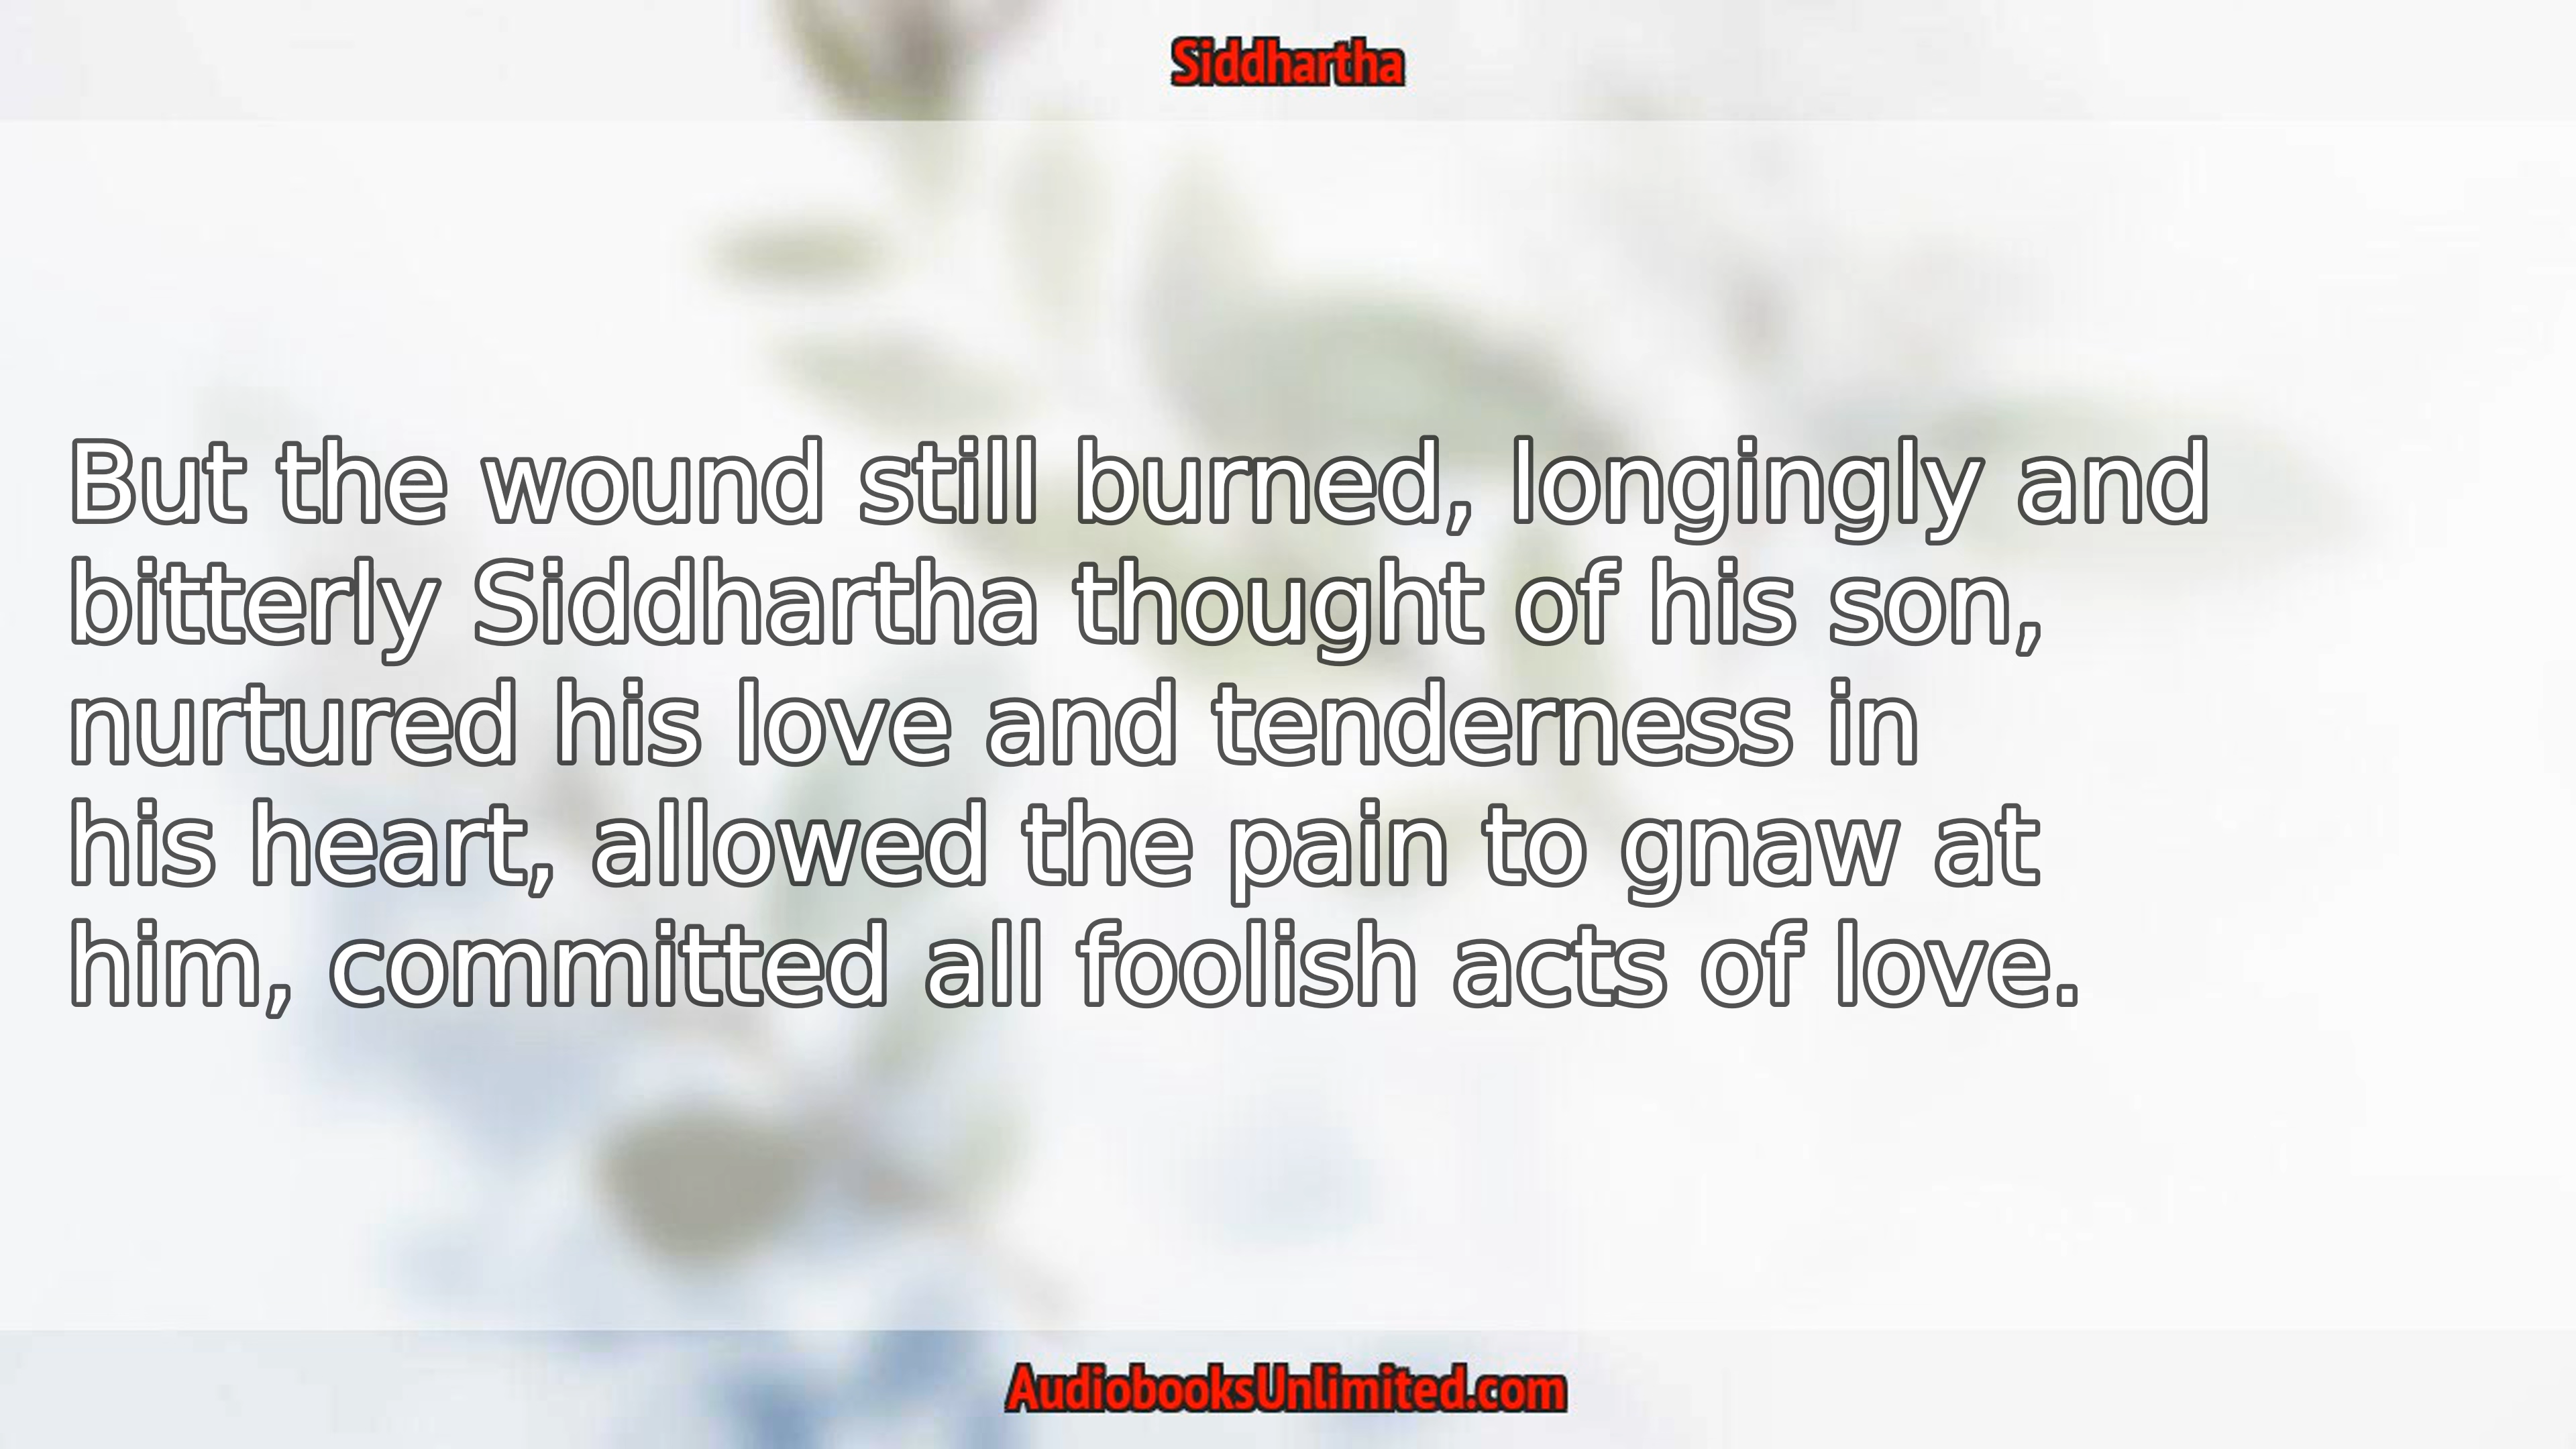 Siddhartha
But the wound still burned, longingly and
bitterly Siddhartha thought of his son,
nurtured his love and tenderness in
his heart, allowed the pain to gnaw at
him, committed all foolish acts of love.
AudiobooksUnlimited.com